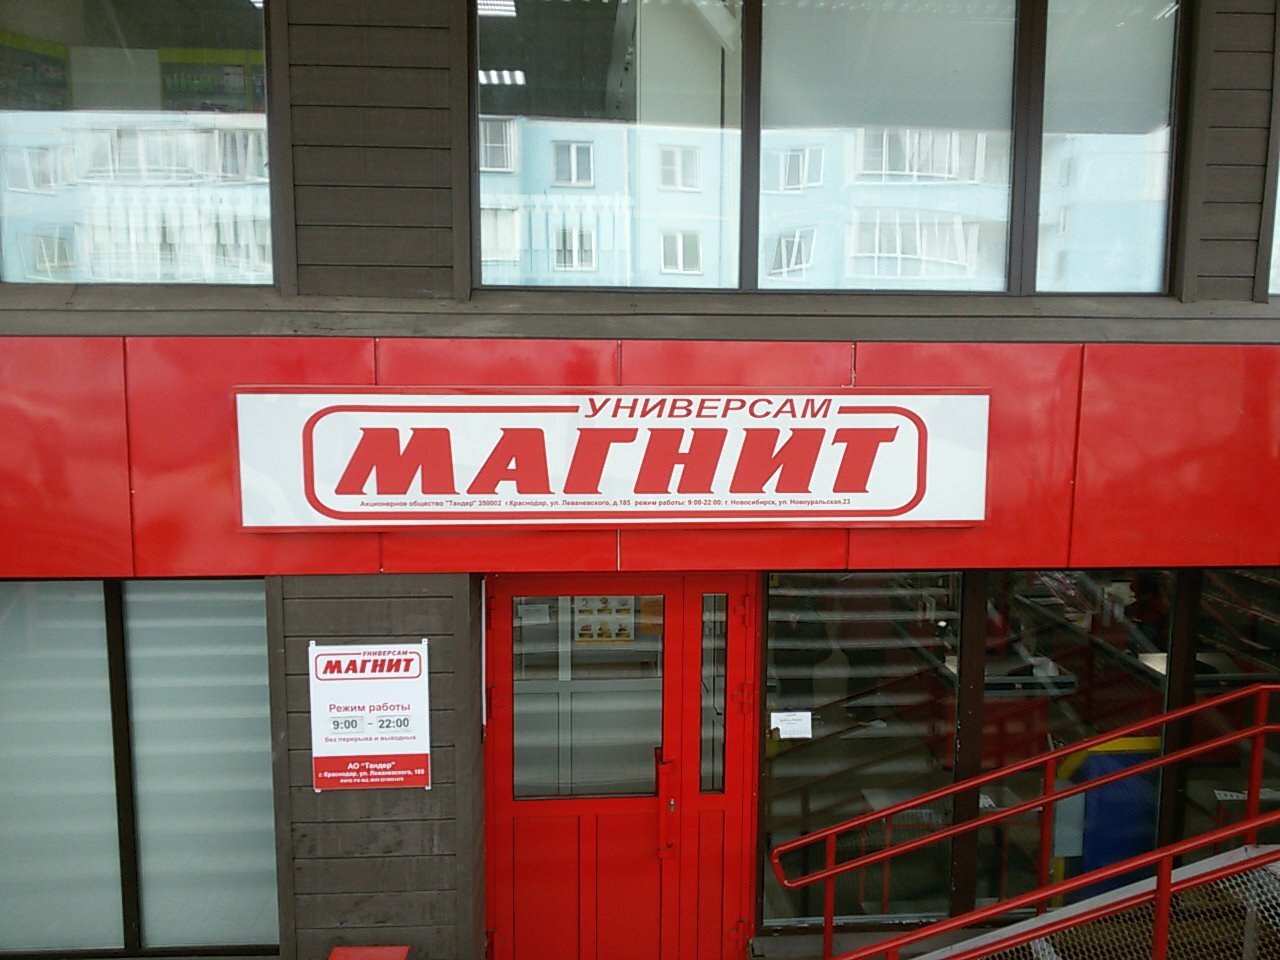 УНИВЕРСАМ
МАГНИТ
Акционерное общество "Тандер" 350002 г.Краснодар, ул. Леваневского, д.185 режим работы: 9:00-22:00. г. Новосибирск, ул. Новоуральская,23
УНИВЕРСАМ
МАГНИТ
Режим работы
9:00 - 22:00
без перерыва и выходных
АО "Тандер"
г. Краснодар, ул. Леваневского, 185